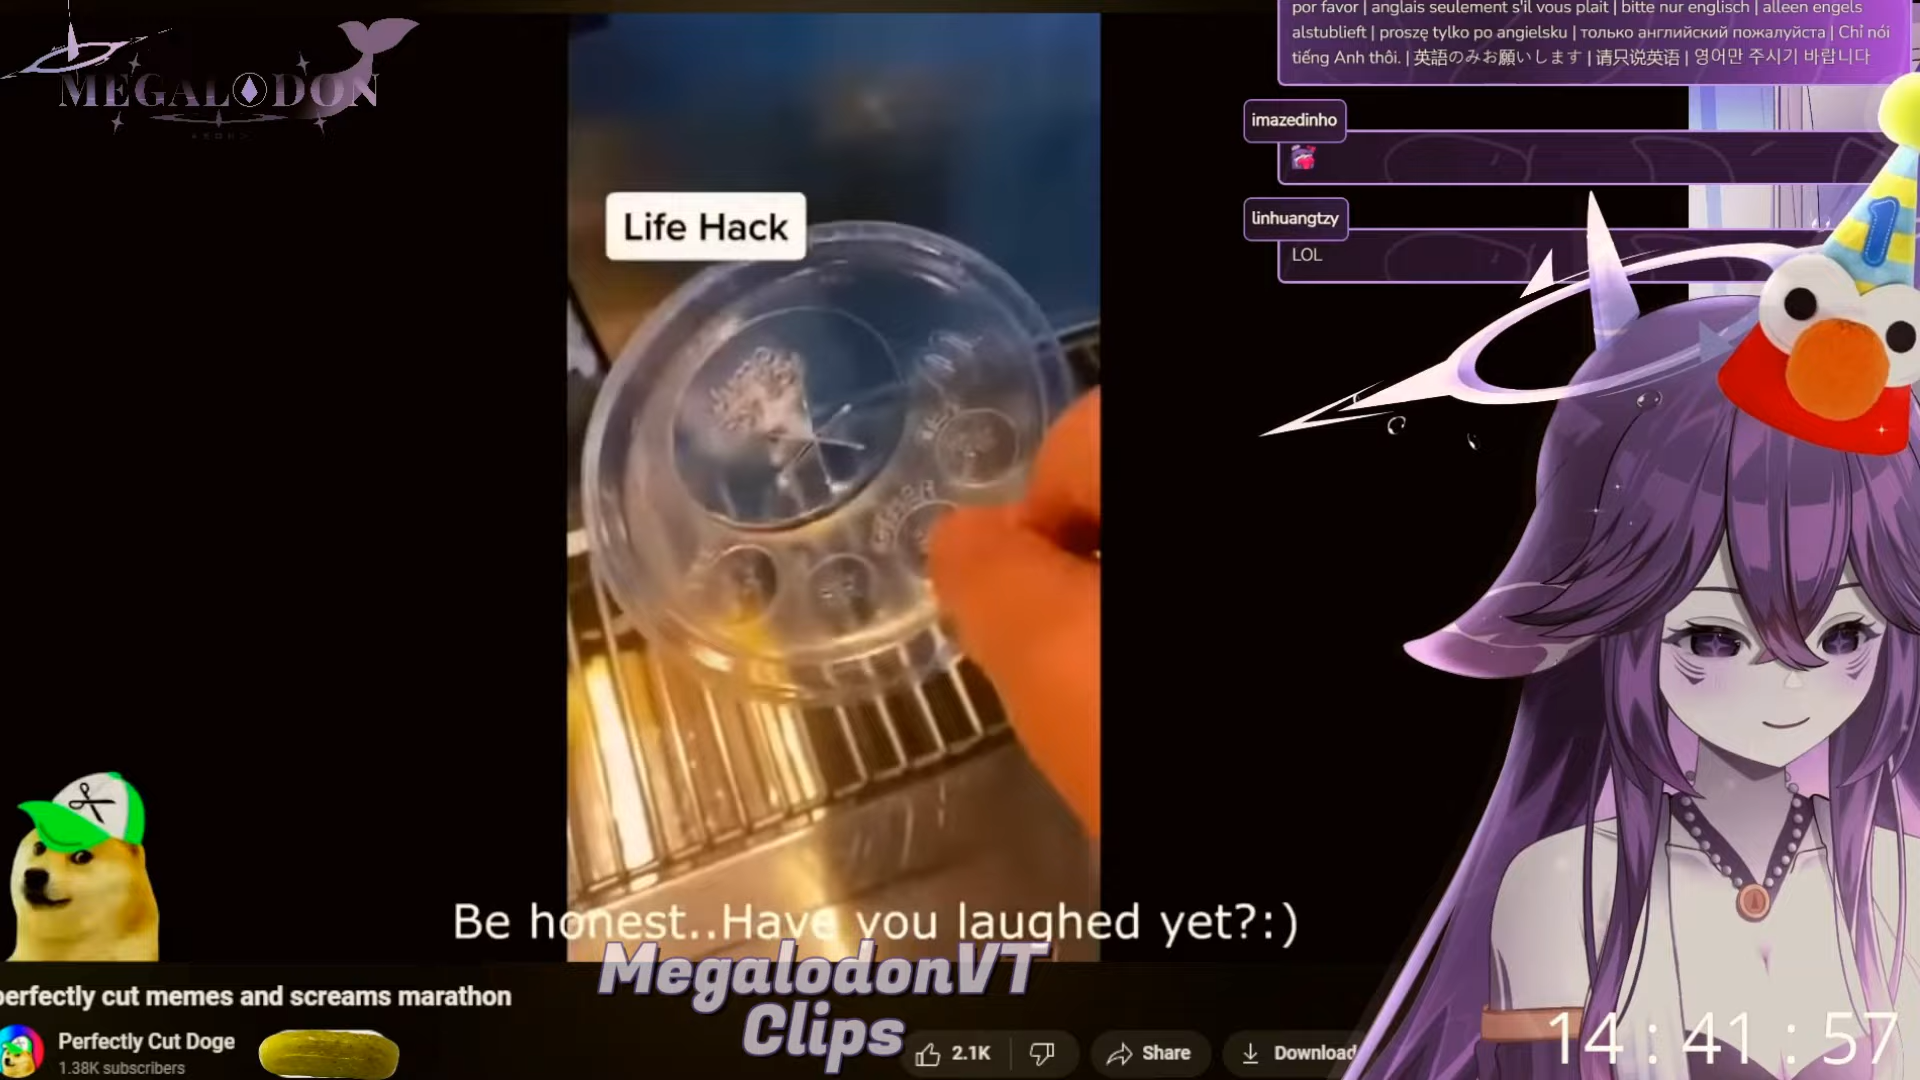 MEGALODON
por favor | anglais seulement s'il vous plait | bitte nur englisch | alleen engels
alstublieft | proszę tylko po angielsku | только английский пожалуйста | Chỉ nói
tiếng Anh thôi. | 英語のみお願いします | 请只说英语 | 영어만 주시기 바랍니다
imazedinho
linhuangtzy
LOL
1
Life Hack
Be honest..Have you laughed yet?:)
MegalodonVT
Clips
perfectly cut memes and screams marathon
Perfectly Cut Doge
1.38K subscribers
2.1K
Share
Download
14:41:57